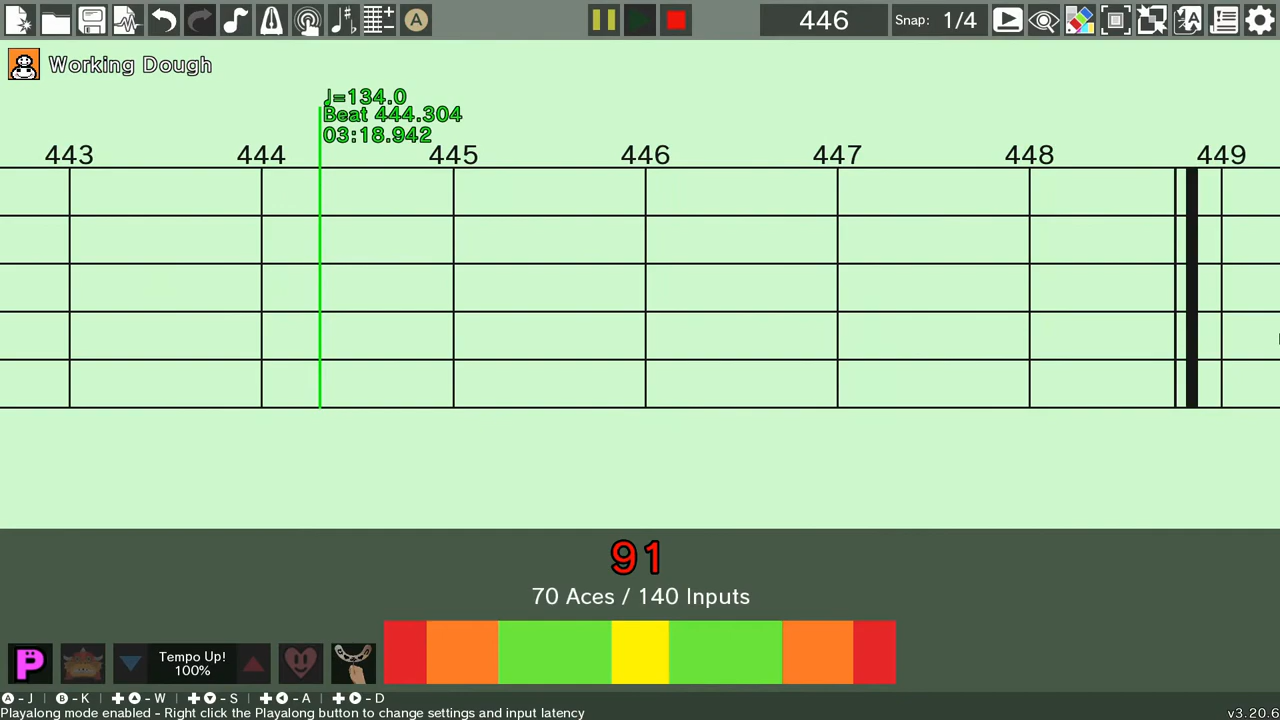 446
Snap: 1/4
Working Dough
♩=134.0
Beat 444.304
03:18.942
443 444 445 446 447 448 449
91
70 Aces / 140 Inputs
P
Tempo Up!
100%
A - J | B - K | - W | - S | - A | - D
Playalong mode enabled - Right click the Playalong button to change settings and input latency
v3.20.6